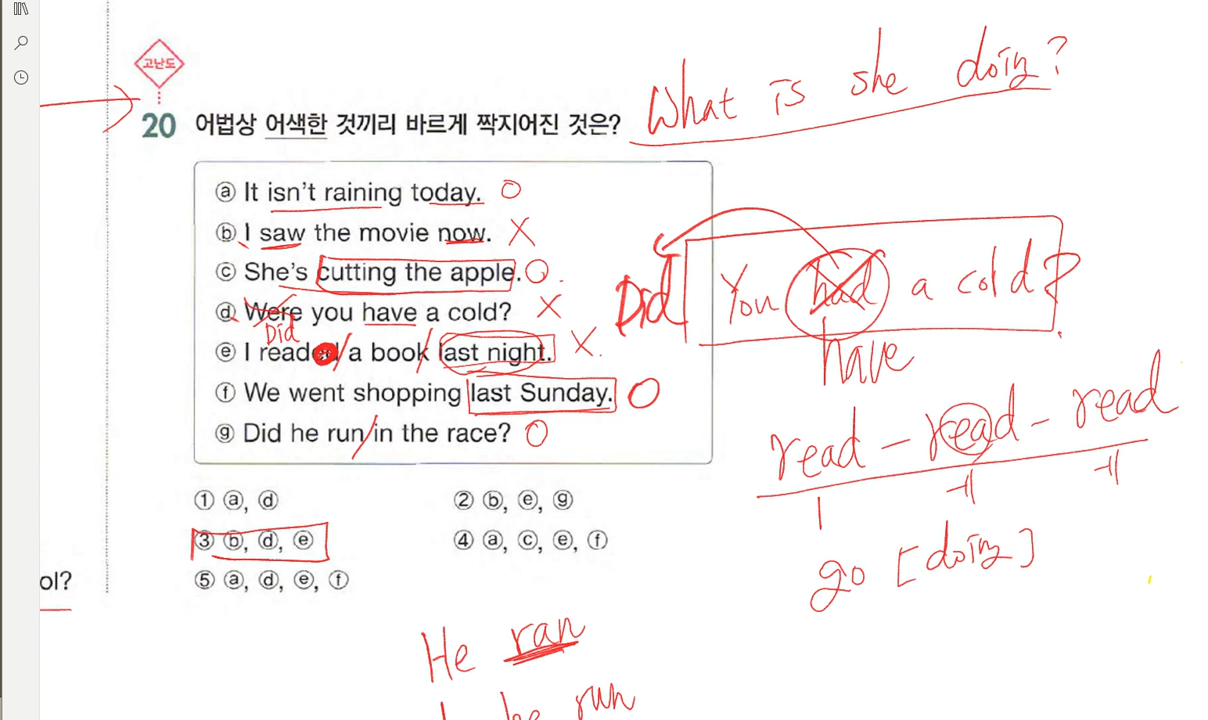 고난도
What is she doing?
20 어법상 어색한 것끼리 바르게 짝지어진 것은?
ⓐ It isn't raining today. O
ⓑ I saw the movie now. X
ⓒ She's cutting the apple. O
ⓓ Were you have a cold? X
Did
ⓔ I readed a book last night. X
ⓕ We went shopping last Sunday. O
ⓖ Did he run in the race? O
Did You had a cold?
have
read - read - read
ㅣ ㅔ ㅔ
go [doing]
① ⓐ, ⓓ
② ⓑ, ⓔ, ⓖ
③ ⓑ, ⓓ, ⓔ
④ ⓐ, ⓒ, ⓔ, ⓕ
⑤ ⓐ, ⓓ, ⓔ, ⓕ
ol?
He ran
he run